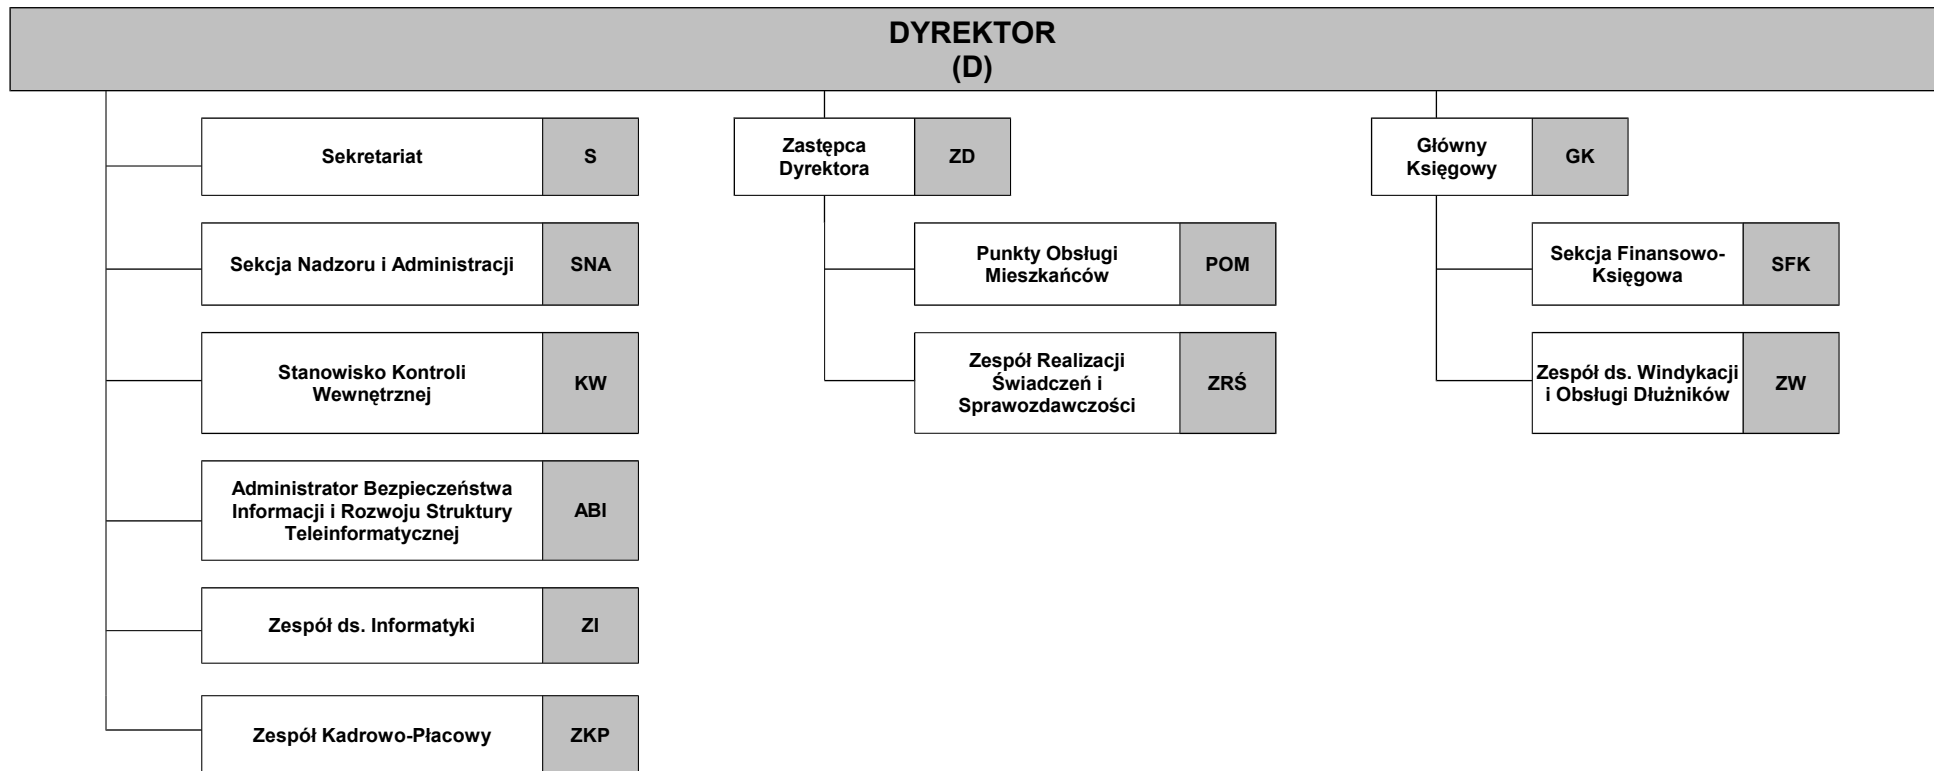 DYREKTOR
(D)
Sekretariat
S
Sekcja Nadzoru i Administracji
SNA
Stanowisko Kontroli
Wewnętrznej
KW
Administrator Bezpieczeństwa
Informacji i Rozwoju Struktury
Teleinformatycznej
ABI
Zespół ds. Informatyki
ZI
Zespół Kadrowo-Płacowy
ZKP
Zastępca
Dyrektora
ZD
Punkty Obsługi
Mieszkańców
POM
Zespół Realizacji
Świadczeń i
Sprawozdawczości
ZRŚ
Główny
Księgowy
GK
Sekcja Finansowo-
Księgowa
SFK
Zespół ds. Windykacji
i Obsługi Dłużników
ZW